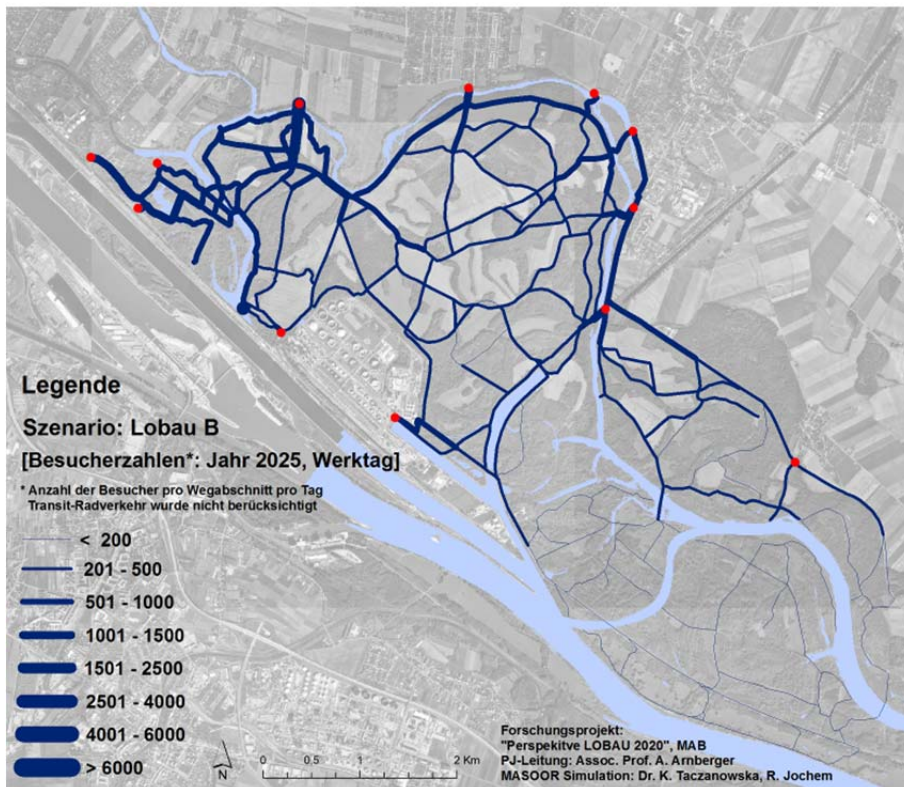 Legende
Szenario: Lobau B
[Besucherzahlen*: Jahr 2025, Werktag]
* Anzahl der Besucher pro Wegabschnitt pro Tag
Transit-Radverkehr wurde nicht berücksichtigt
< 200
201 - 500
501 - 1000
1001 - 1500
1501 - 2500
2501 - 4000
4001 - 6000
> 6000
N
0 0.5 1 2 Km
Forschungsprojekt:
"Perspekitve LOBAU 2020", MAB
PJ-Leitung: Assoc. Prof. A. Arnberger
MASOOR Simulation: Dr. K. Taczanowska, R. Jochem